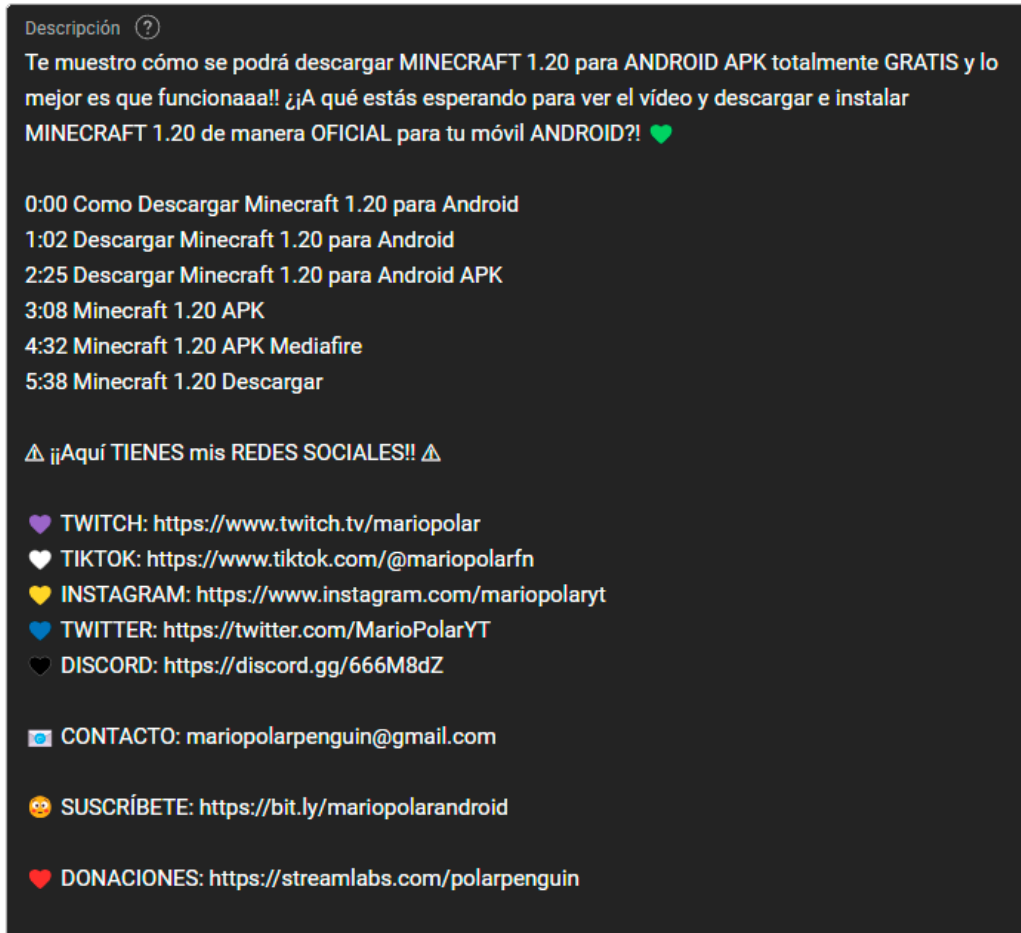 Descripción ?
Te muestro cómo se podrá descargar MINECRAFT 1.20 para ANDROID APK totalmente GRATIS y lo
mejor es que funcionaaa!! ¿¡A qué estás esperando para ver el vídeo y descargar e instalar
MINECRAFT 1.20 de manera OFICIAL para tu móvil ANDROID?! 💚
0:00 Como Descargar Minecraft 1.20 para Android
1:02 Descargar Minecraft 1.20 para Android
2:25 Descargar Minecraft 1.20 para Android APK
3:08 Minecraft 1.20 APK
4:32 Minecraft 1.20 APK Mediafire
5:38 Minecraft 1.20 Descargar
⚠ ¡¡Aquí TIENES mis REDES SOCIALES!! ⚠
💜 TWITCH: https://www.twitch.tv/mariopolar
🤍 TIKTOK: https://www.tiktok.com/@mariopolarfn
💛 INSTAGRAM: https://www.instagram.com/mariopolaryt
💙 TWITTER: https://twitter.com/MarioPolarYT
🖤 DISCORD: https://discord.gg/666M8dZ
📧 CONTACTO: mariopolarpenguin@gmail.com
😳 SUSCRÍBETE: https://bit.ly/mariopolarandroid
❤️ DONACIONES: https://streamlabs.com/polarpenguin